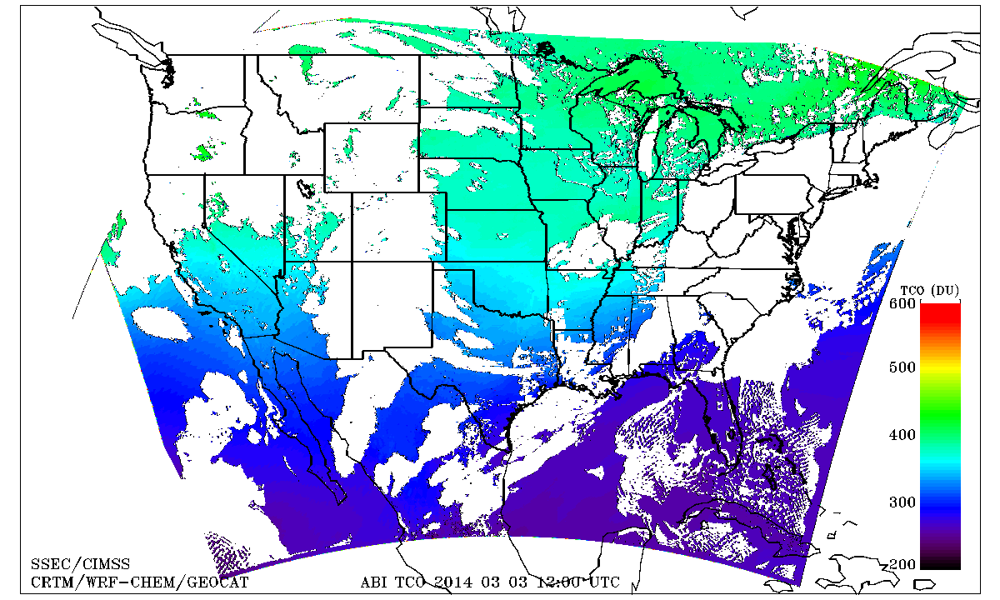 TCO (DU)
600
500
400
300
200
SSEC/CIMSS
CRTM/WRF-CHEM/GEOCAT
ABI TCO 2014 03 03 12:00 UTC